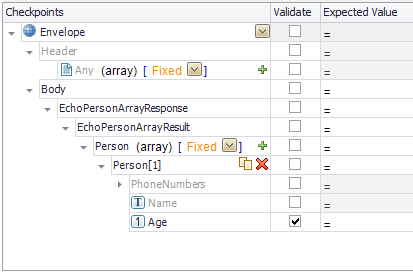 Checkpoints Validate Expected Value
Envelope =
Header =
Any (array) [ Fixed ] =
Body =
EchoPersonArrayResponse =
EchoPersonArrayResult =
Person (array) [ Fixed ] =
Person[1] =
PhoneNumbers =
T Name =
1 Age =